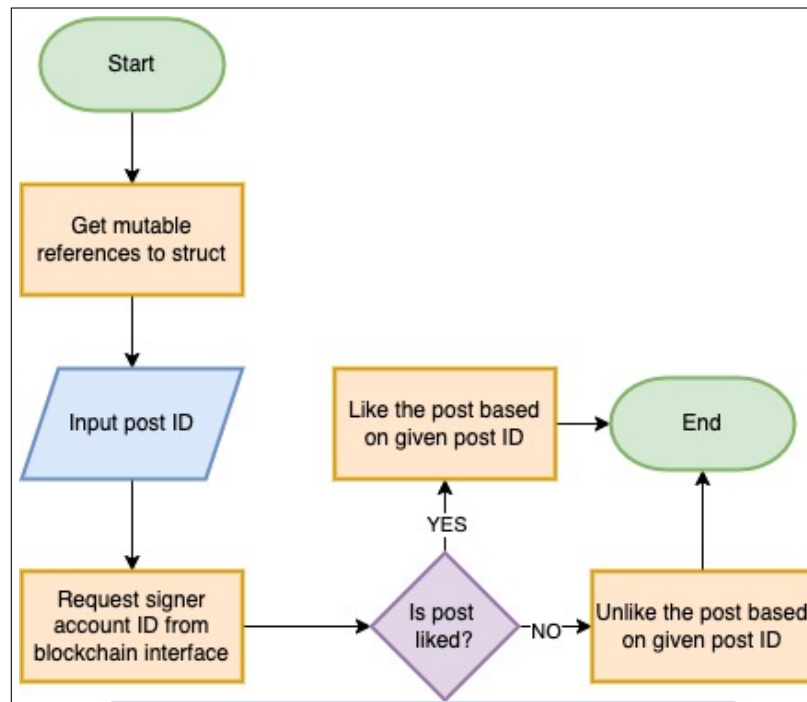 Start
Get mutable
references to struct
Input post ID
Request signer
account ID from
blockchain interface
Is post
liked?
YES
Like the post based
on given post ID
NO
Unlike the post based
on given post ID
End